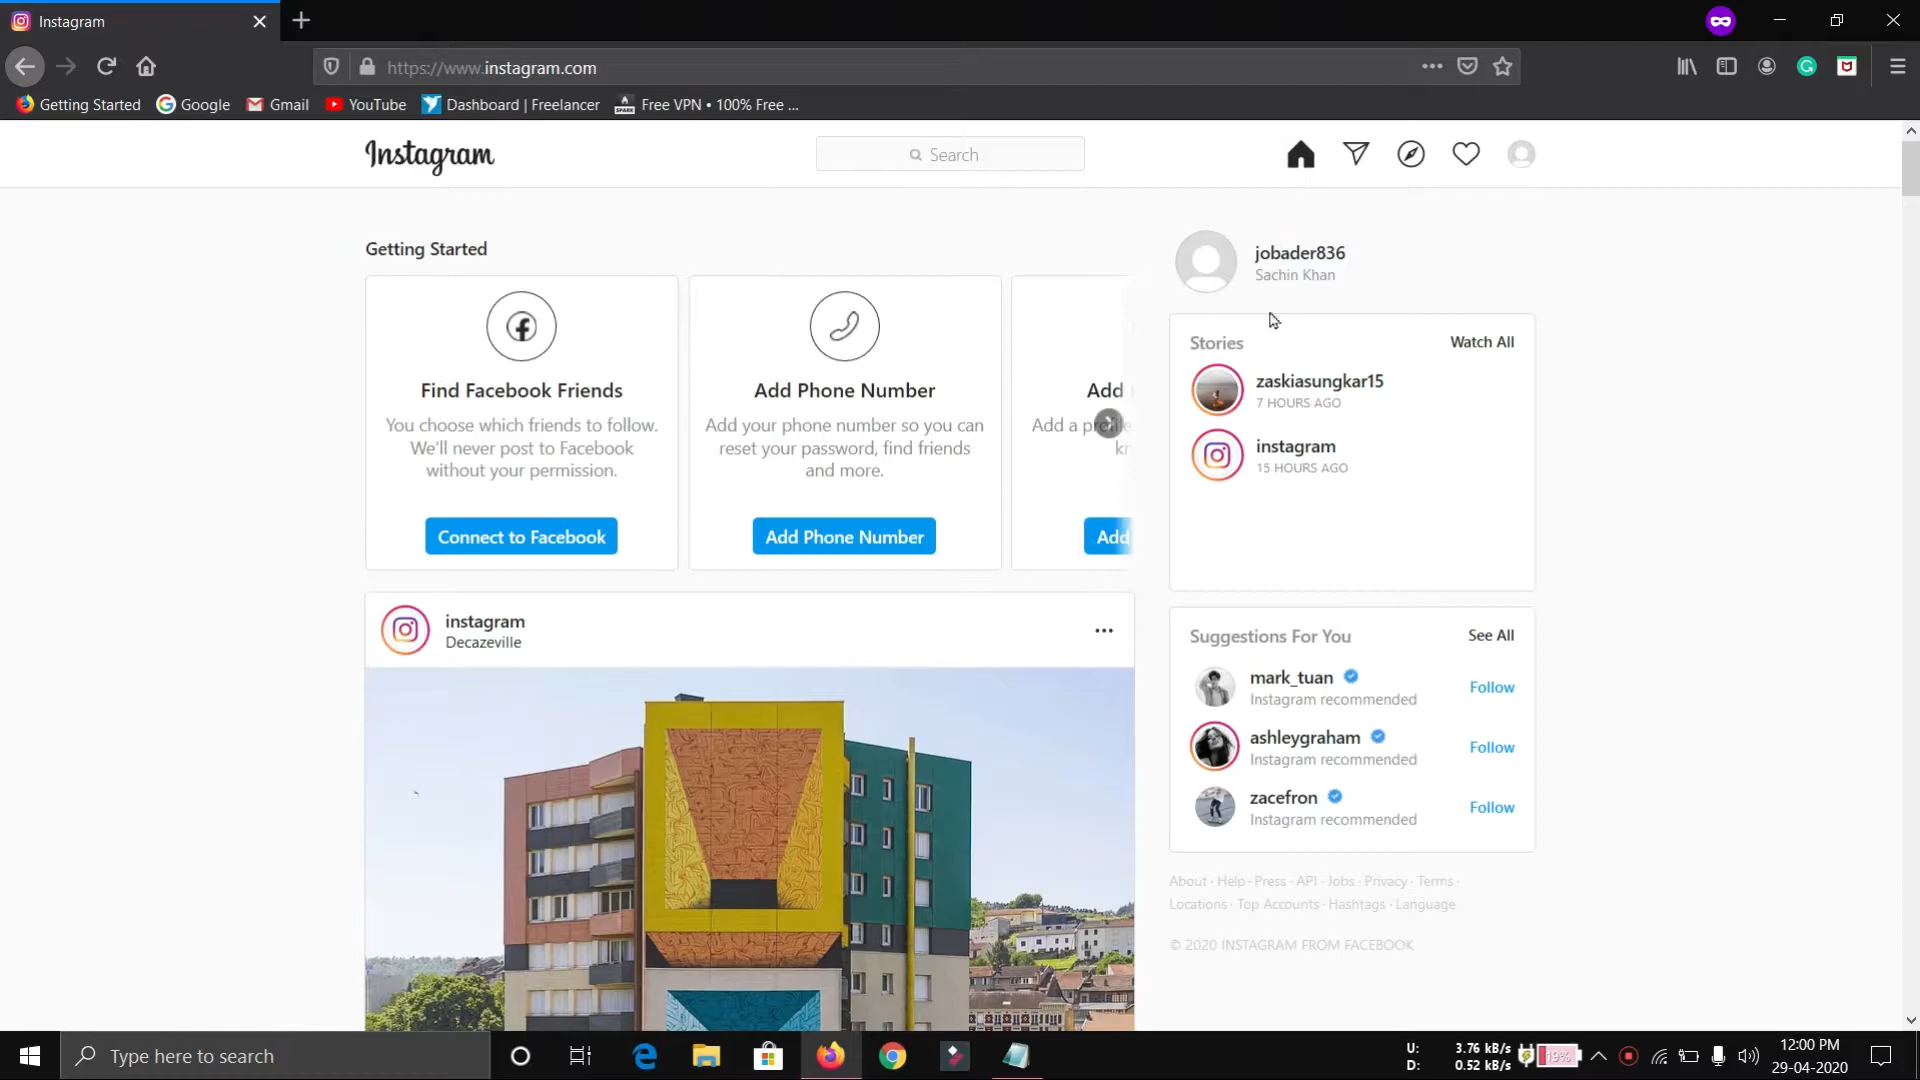 Instagram
https://www.instagram.com
Getting Started
Google
Gmail
YouTube
Dashboard | Freelancer
Free VPN • 100% Free ...
Instagram
Search
Getting Started
Find Facebook Friends
You choose which friends to follow.
We'll never post to Facebook
without your permission.
Connect to Facebook
Add Phone Number
Add your phone number so you can
reset your password, find friends
and more.
Add Phone Number
Add
Add a
Add
jobader836
Sachin Khan
Stories
Watch All
zaskiasungkar15
7 HOURS AGO
instagram
15 HOURS AGO
instagram
Decazeville
Suggestions For You
See All
mark_tuan
Instagram recommended
Follow
ashleygraham
Instagram recommended
Follow
zacefron
Instagram recommended
Follow
About · Help · Press · API · Jobs · Privacy · Terms ·
Locations · Top Accounts · Hashtags · Language
© 2020 INSTAGRAM FROM FACEBOOK
Type here to search
U: 3.76 kB/s
D: 0.52 kB/s
19%
12:00 PM
29-04-2020